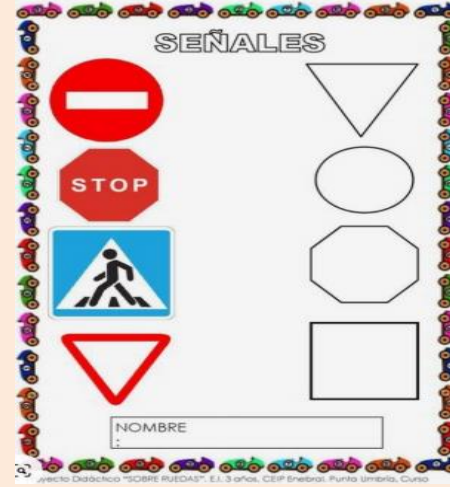 SEÑALES
STOP
NOMBRE
:
yecto Didáctico "SOBRE RUEDAS". E.I. 3 años. CEIP Enebral. Punta Umbría. Curso